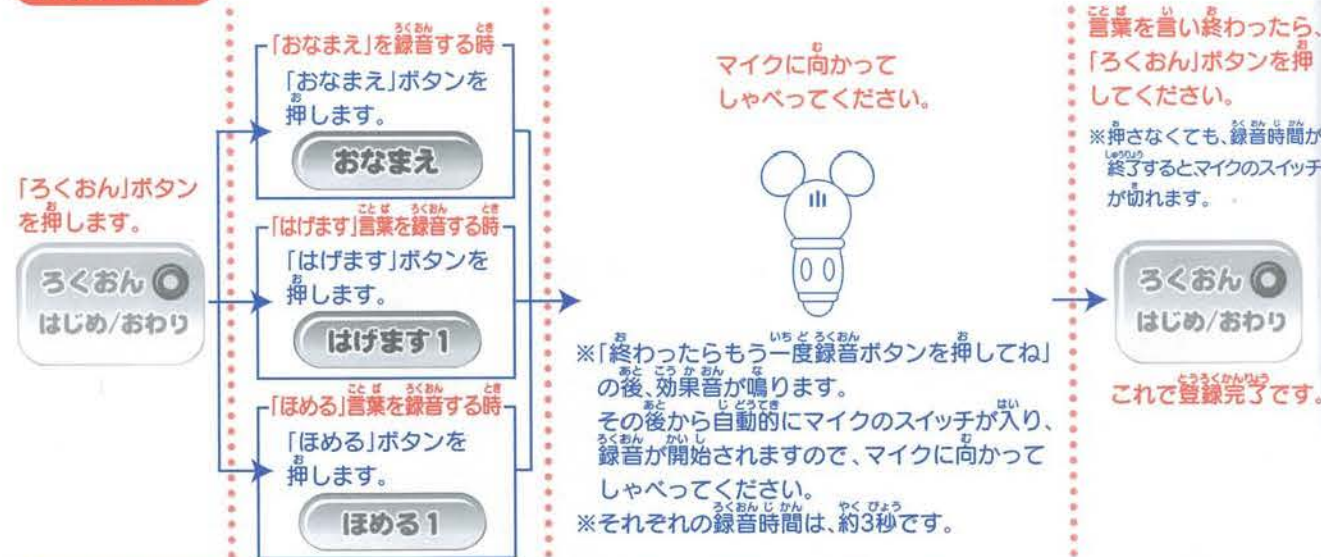 「ろくおん」ボタン
を押します。
ろくおん
はじめ/おわり
「おなまえ」を録音する時
「おなまえ」ボタンを
押します。
おなまえ
「はげます」言葉を録音する時
「はげます」ボタンを
押します。
はげます1
「ほめる」言葉を録音する時
「ほめる」ボタンを
押します。
ほめる1
マイクに向かって
しゃべってください。
※「終わったらもう一度録音ボタンを押してね」
の後、効果音が鳴ります。
その後から自動的にマイクのスイッチが入り、
録音が開始されますので、マイクに向かって
しゃべってください。
※それぞれの録音時間は、約3秒です。
言葉を言い終わったら、
「ろくおん」ボタンを押
してください。
※押さなくても、録音時間が
終了するとマイクのスイッチ
が切れます。
ろくおん
はじめ/おわり
これで登録完了です。